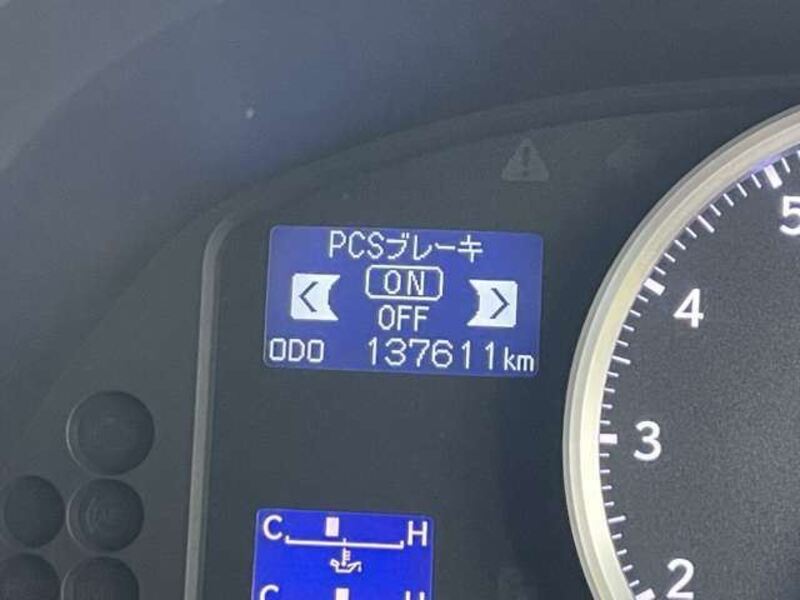 PCSブレーキ
ON
OFF
ODO 137611km
5
4
3
2
C H
C H